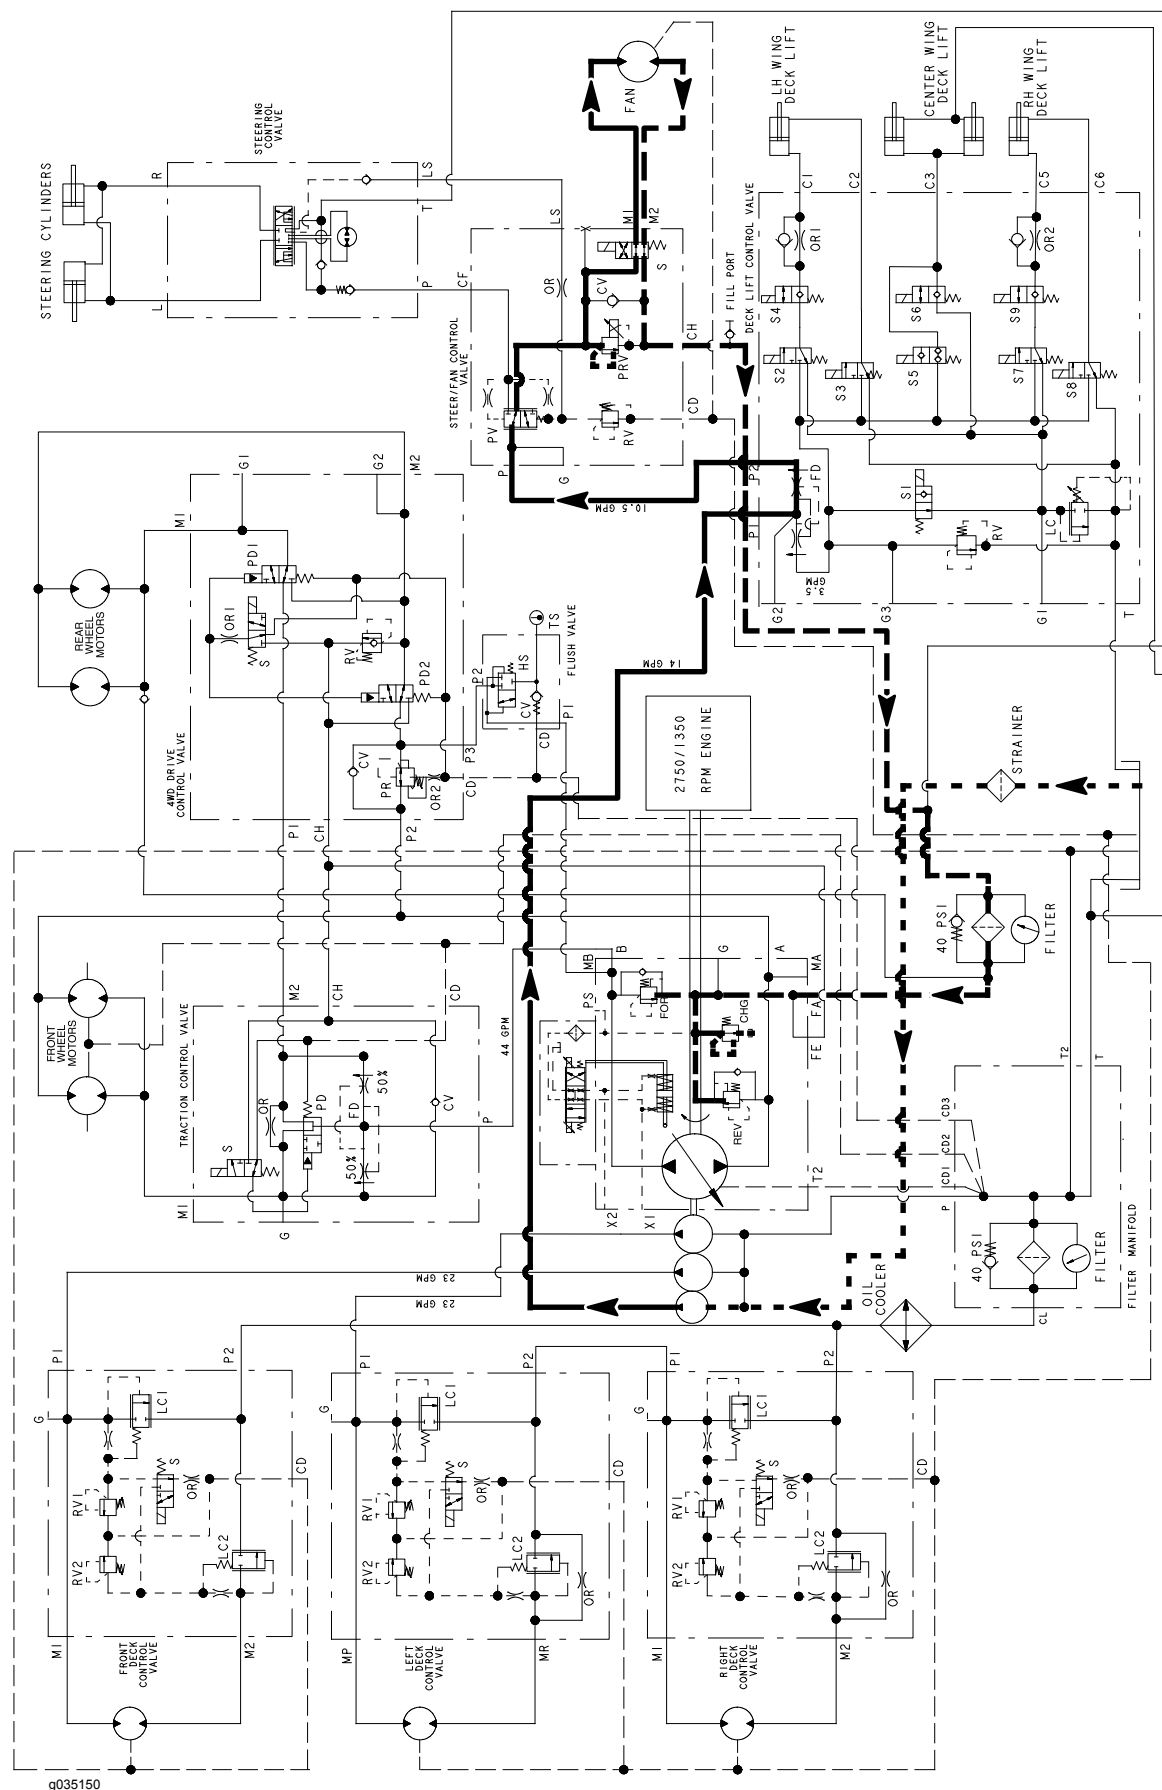 STEERING CYLINDERS
R
L
STEERING
CONTROL
VALVE
LS
T
P
FAN
LS
M1
M2
CF
OR
S
CV
CH
PRV
STEER/FAN CONTROL
VALVE
PV
RV
CD
P
G
FILL PORT
LH WING
DECK LIFT
CENTER WING
DECK LIFT
RH WING
DECK LIFT
C1
C2
C3
C5
C6
DECK LIFT CONTROL VALVE
OR1
OR2
S4
S6
S9
S2
S3
S5
S7
S8
S1
RV
LC
P2
FD
P1
3.5
GPM
G2
G3
G1
T
10.5 GPM
14 GPM
REAR
WHEEL
MOTORS
M1
G1
G2
M2
PD1
OR1
S
RV
PD2
CV
PR
OR2
P3
CD
4WD DRIVE
CONTROL VALVE
P1
CH
P2
TS
FLUSH VALVE
HS
P2
P1
CV
CD
2750/1350
RPM ENGINE
STRAINER
40 PSI
FILTER
FRONT
WHEEL
MOTORS
M2
CH
CD
TRACTION CONTROL VALVE
OR
PD
FD
50%
50%
CV
S
M1
G
P
44 GPM
MB
B
G
A
MA
PS
FOR
CHG
FA
FE
REV
X2
X1
T2
T2
T
CD3
CD2
CD1
P
40 PSI
FILTER
FILTER MANIFOLD
CL
OIL
COOLER
23 GPM
23 GPM
P1
P2
G
LC1
RV1
S
OR
CD
RV2
LC2
M1
M2
FRONT
DECK
CONTROL
VALVE
P1
P2
G
LC1
RV1
S
OR
CD
RV2
LC2
OR
MP
MR
LEFT
DECK
CONTROL
VALVE
P1
P2
G
LC1
RV1
S
OR
CD
RV2
LC2
OR
M1
M2
RIGHT
DECK
CONTROL
VALVE
g035150